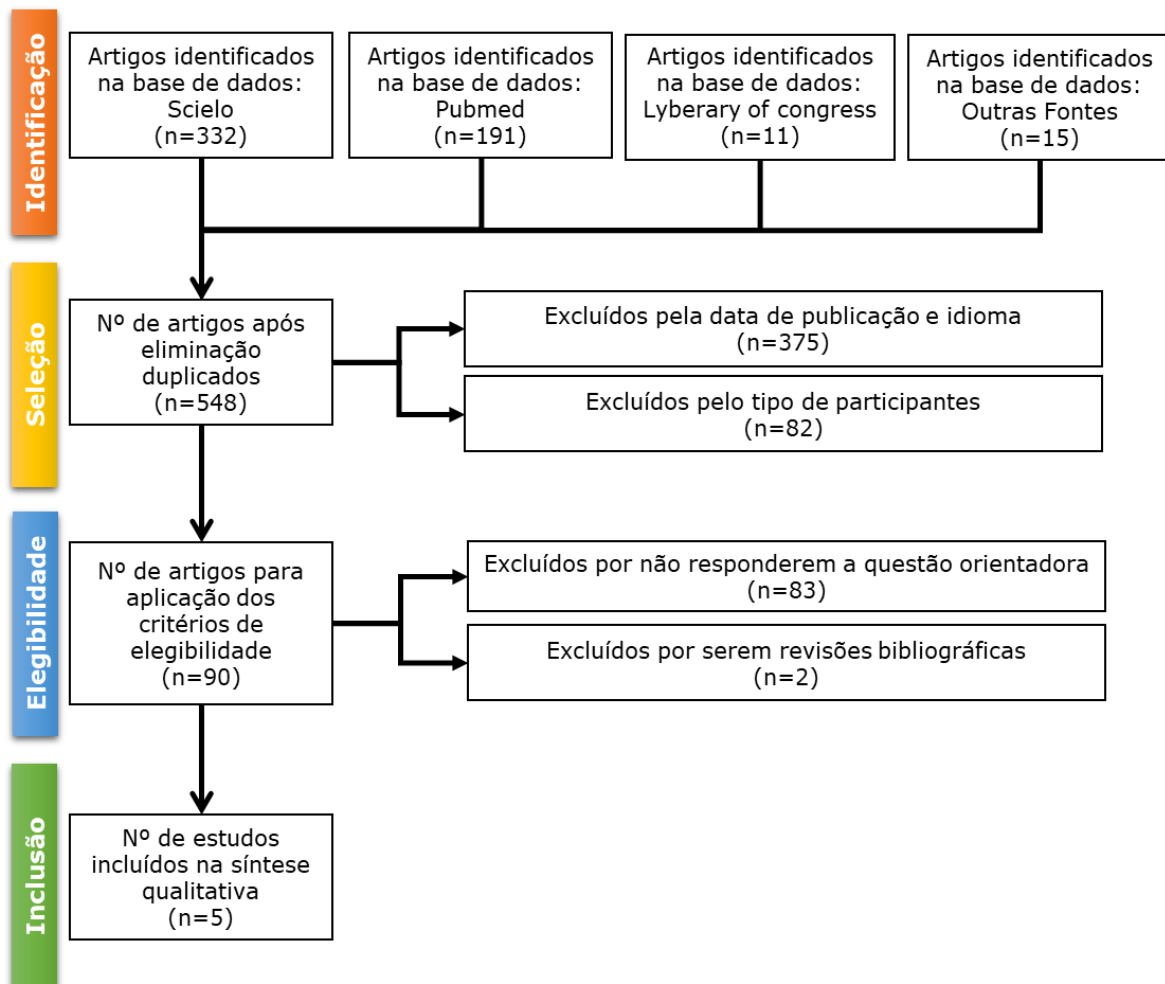 Identificação
Artigos identificados
na base de dados:
Scielo
(n=332)
Artigos identificados
na base de dados:
Pubmed
(n=191)
Artigos identificados
na base de dados:
Lyberary of congress
(n=11)
Artigos identificados
na base de dados:
Outras Fontes
(n=15)
Seleção
Nº de artigos após
eliminação
duplicados
(n=548)
Excluídos pela data de publicação e idioma
(n=375)
Excluídos pelo tipo de participantes
(n=82)
Elegibilidade
Nº de artigos para
aplicação dos
critérios de
elegibilidade
(n=90)
Excluídos por não responderem a questão orientadora
(n=83)
Excluídos por serem revisões bibliográficas
(n=2)
Inclusão
Nº de estudos
incluídos na síntese
qualitativa
(n=5)